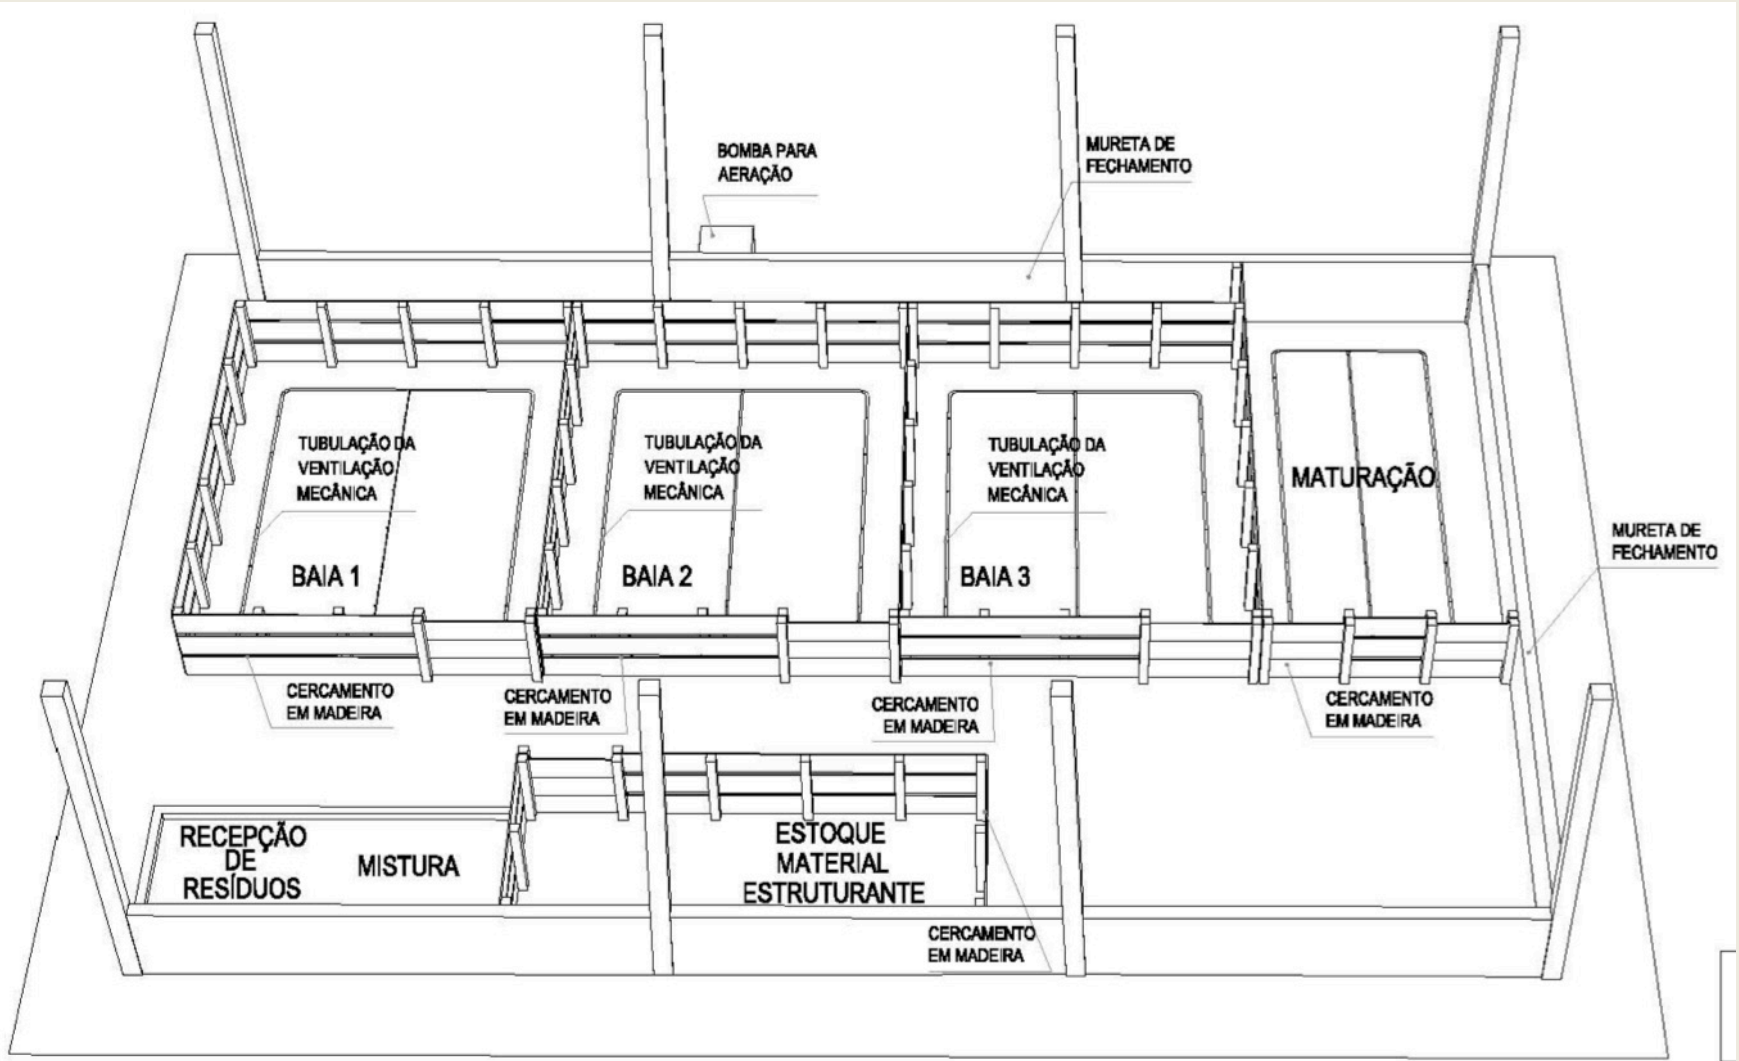 BOMBA PARA
AERAÇÃO
MURETA DE
FECHAMENTO
TUBULAÇÃO DA
VENTILAÇÃO
MECÂNICA
BAIA 1
TUBULAÇÃO DA
VENTILAÇÃO
MECÂNICA
BAIA 2
TUBULAÇÃO DA
VENTILAÇÃO
MECÂNICA
BAIA 3
MATURAÇÃO
MURETA DE
FECHAMENTO
CERCAMENTO
EM MADEIRA
CERCAMENTO
EM MADEIRA
CERCAMENTO
EM MADEIRA
CERCAMENTO
EM MADEIRA
RECEPÇÃO
DE
RESÍDUOS
MISTURA
ESTOQUE
MATERIAL
ESTRUTURANTE
CERCAMENTO
EM MADEIRA